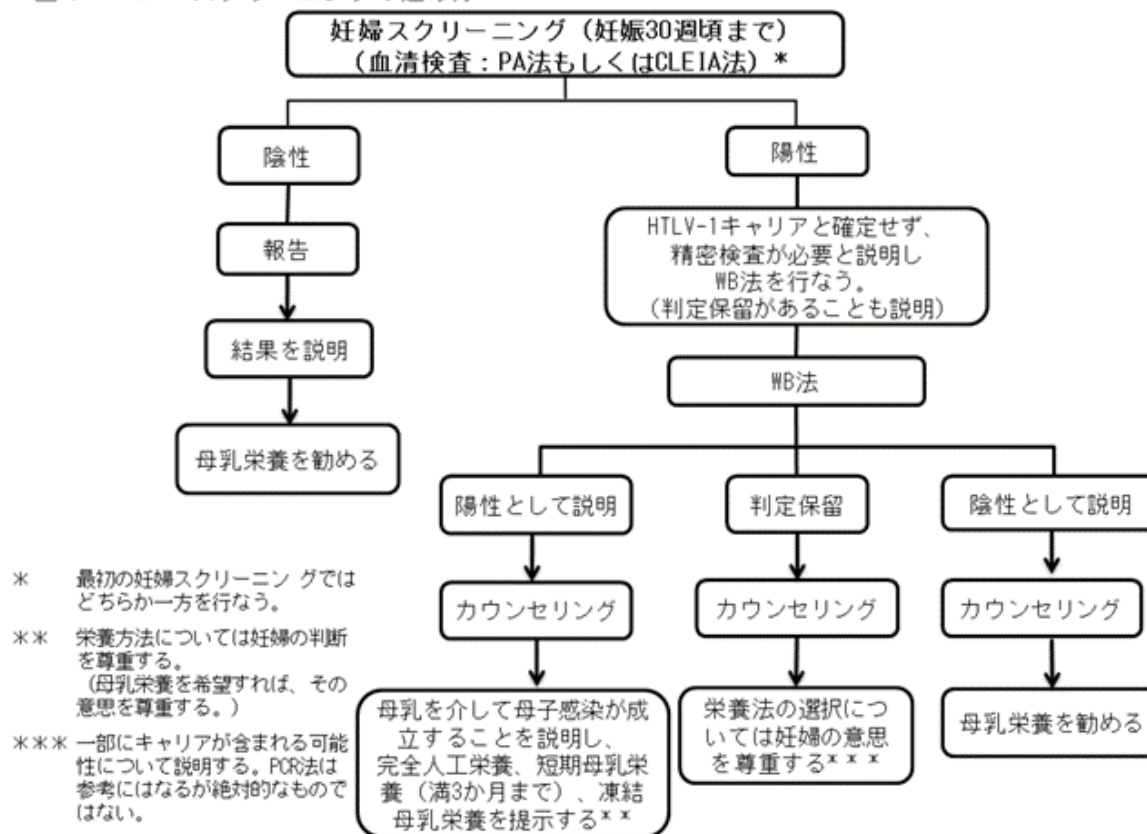 妊婦スクリーニング（妊娠30週頃まで）
（血清検査：PA法もしくはCLEIA法）＊
陰性
陽性
報告
HTLV-1キャリアと確定せず、
精密検査が必要と説明し
WB法を行なう。
（判定保留があることも説明）
結果を説明
WB法
母乳栄養を勧める
陽性として説明
判定保留
陰性として説明
カウンセリング
カウンセリング
カウンセリング
母乳を介して母子感染が成
立することを説明し、
完全人工栄養、短期母乳栄
養（満3か月まで）、凍結
母乳栄養を提示する＊＊
栄養法の選択につ
いては妊婦の意思
を尊重する＊＊＊
母乳栄養を勧める
＊ 最初の妊婦スクリーニン グでは
どちらか一方を行なう。
＊＊ 栄養方法については妊婦の判断
を尊重する。
（母乳栄養を希望すれば、その
意思を尊重する。）
＊＊＊ 一部にキャリアが含まれる可能
性について説明する。PCR法は
参考にはなるが絶対的なもので
はない。